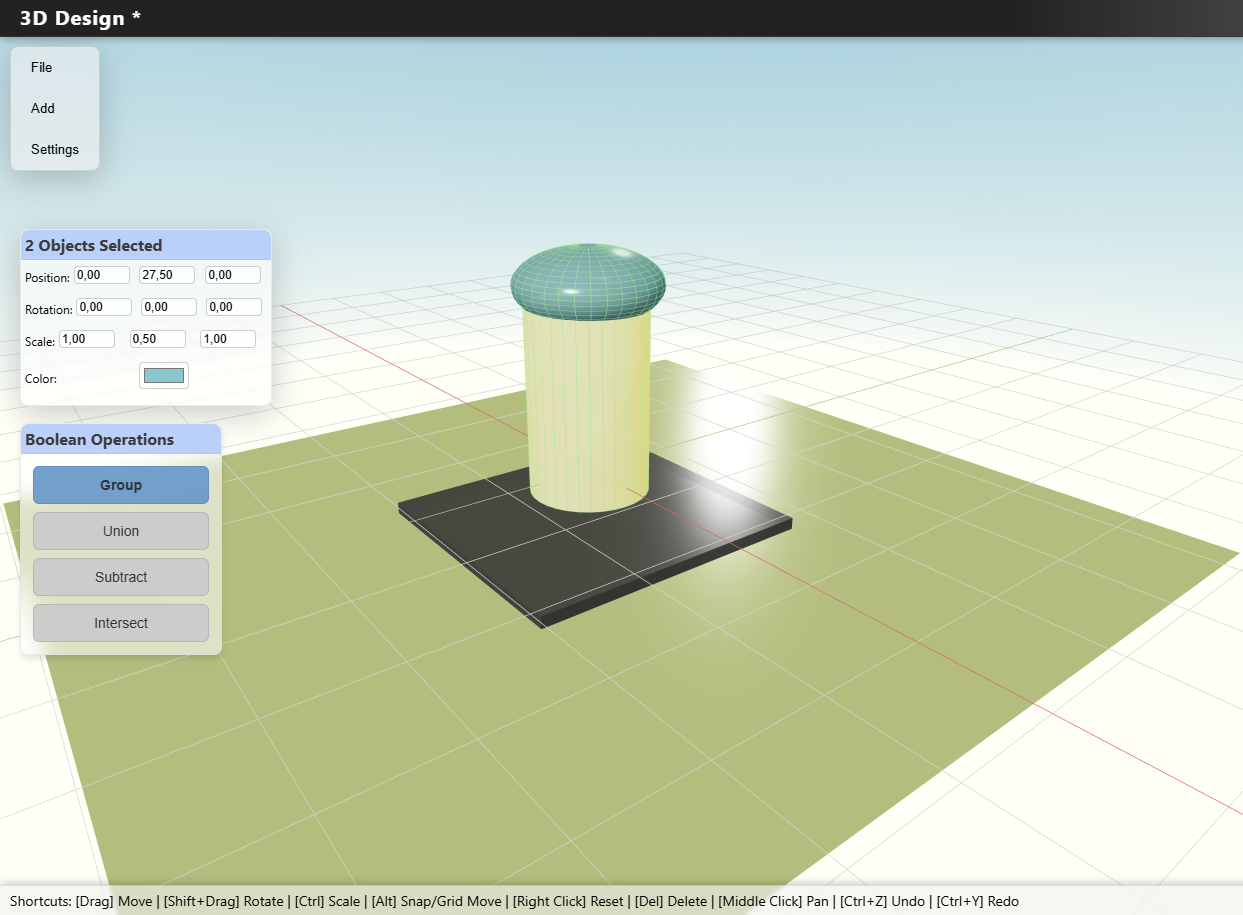 3D Design *
File
Add
Settings
2 Objects Selected
Position: 0,00 27,50 0,00
Rotation: 0,00 0,00 0,00
Scale: 1,00 0,50 1,00
Color:
Boolean Operations
Group
Union
Subtract
Intersect
Shortcuts: [Drag] Move | [Shift+Drag] Rotate | [Ctrl] Scale | [Alt] Snap/Grid Move | [Right Click] Reset | [Del] Delete | [Middle Click] Pan | [Ctrl+Z] Undo | [Ctrl+Y] Redo